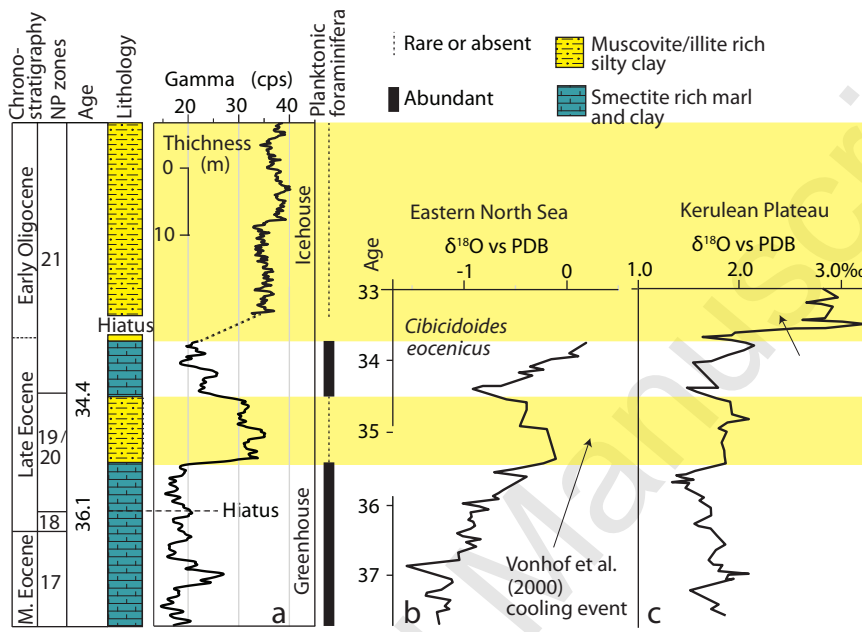 Chrono-
stratigraphy
NP zones
Age
Lithology
Gamma (cps)
20 30 40
Planktonic
foraminifera
Rare or absent
Abundant
Muscovite/illite rich
silty clay
Smectite rich marl
and clay
Early Oligocene
Late Eocene
M. Eocene
21
19/
20
18
17
34.4
36.1
Hiatus
Thichness
(m)
0
10
Icehouse
Greenhouse
Hiatus
a
Eastern North Sea
δ18O vs PDB
-1 0
Age
33
34
35
36
37
Cibicidoides
eocenicus
Vonhof et al.
(2000)
cooling event
b
Kerulean Plateau
δ18O vs PDB
1.0 2.0 3.0%
c
Manuscri